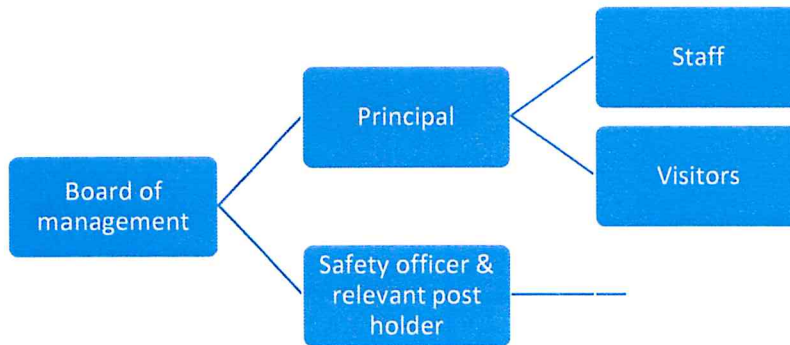 Board of
management
Principal
Staff
Visitors
Safety officer &
relevant post
holder